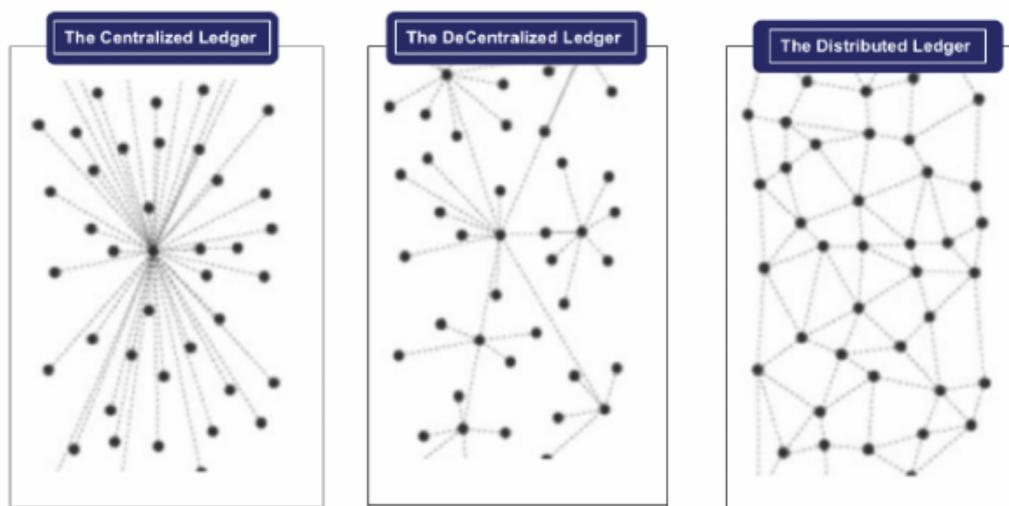 The Centralized Ledger
The DeCentralized Ledger
The Distributed Ledger